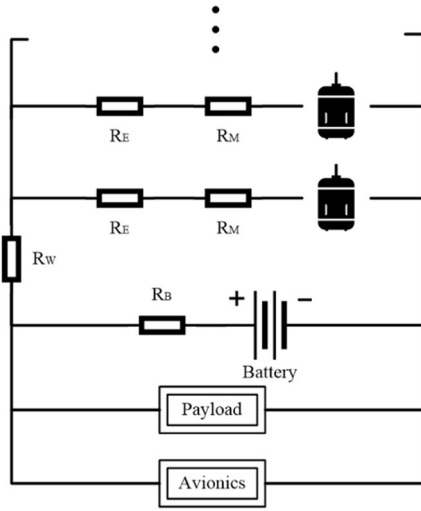 RE RM
RE RM
RW
RB + −
Battery
Payload
Avionics